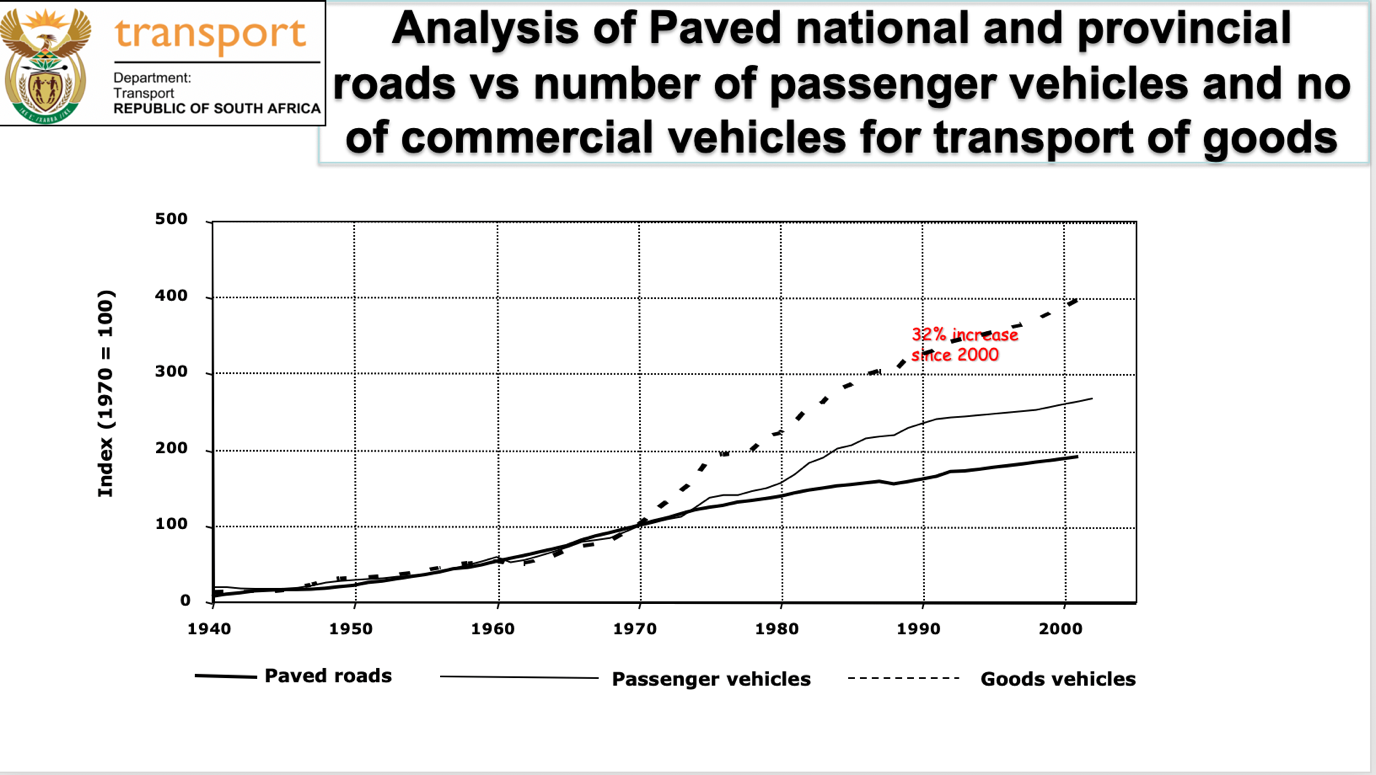 transport
Department:
Transport
REPUBLIC OF SOUTH AFRICA
Analysis of Paved national and provincial
roads vs number of passenger vehicles and no
of commercial vehicles for transport of goods
Index (1970 = 100)
500
400
300
200
100
0
32% increase
since 2000
1940 1950 1960 1970 1980 1990 2000
Paved roads Passenger vehicles Goods vehicles